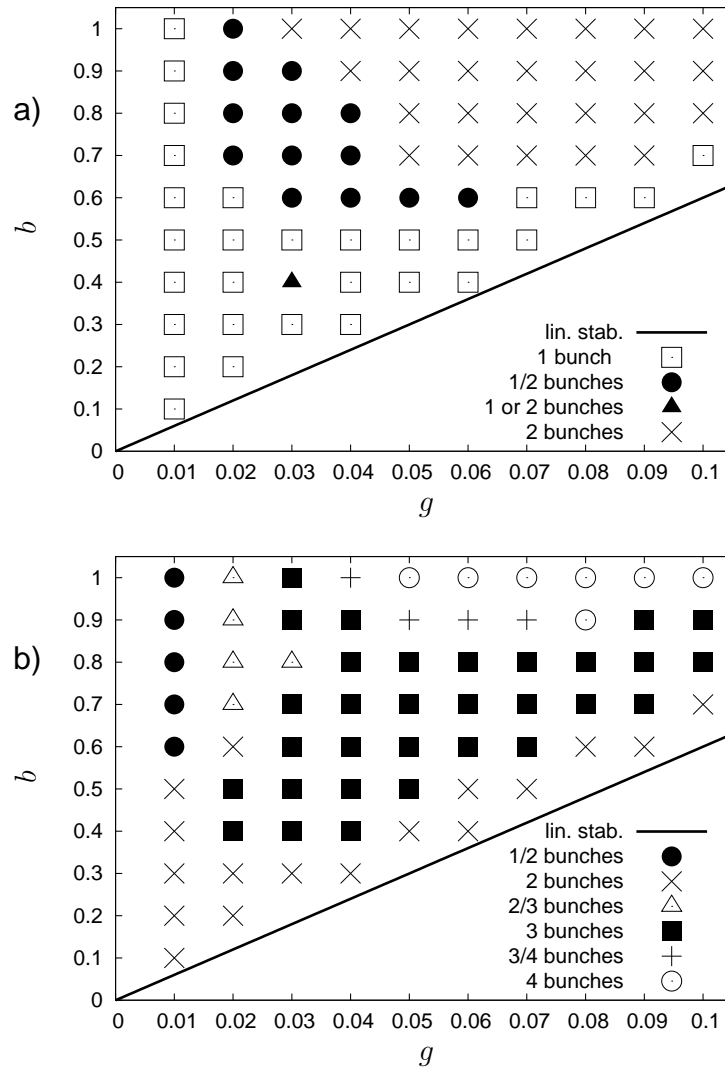 a)
1
0.9
0.8
0.7
0.6
0.5
0.4
0.3
0.2
0.1
0
b
lin. stab.
1 bunch
1/2 bunches
1 or 2 bunches
2 bunches
0 0.01 0.02 0.03 0.04 0.05 0.06 0.07 0.08 0.09 0.1
g
b)
1
0.9
0.8
0.7
0.6
0.5
0.4
0.3
0.2
0.1
0
b
lin. stab.
1/2 bunches
2 bunches
2/3 bunches
3 bunches
3/4 bunches
4 bunches
0 0.01 0.02 0.03 0.04 0.05 0.06 0.07 0.08 0.09 0.1
g